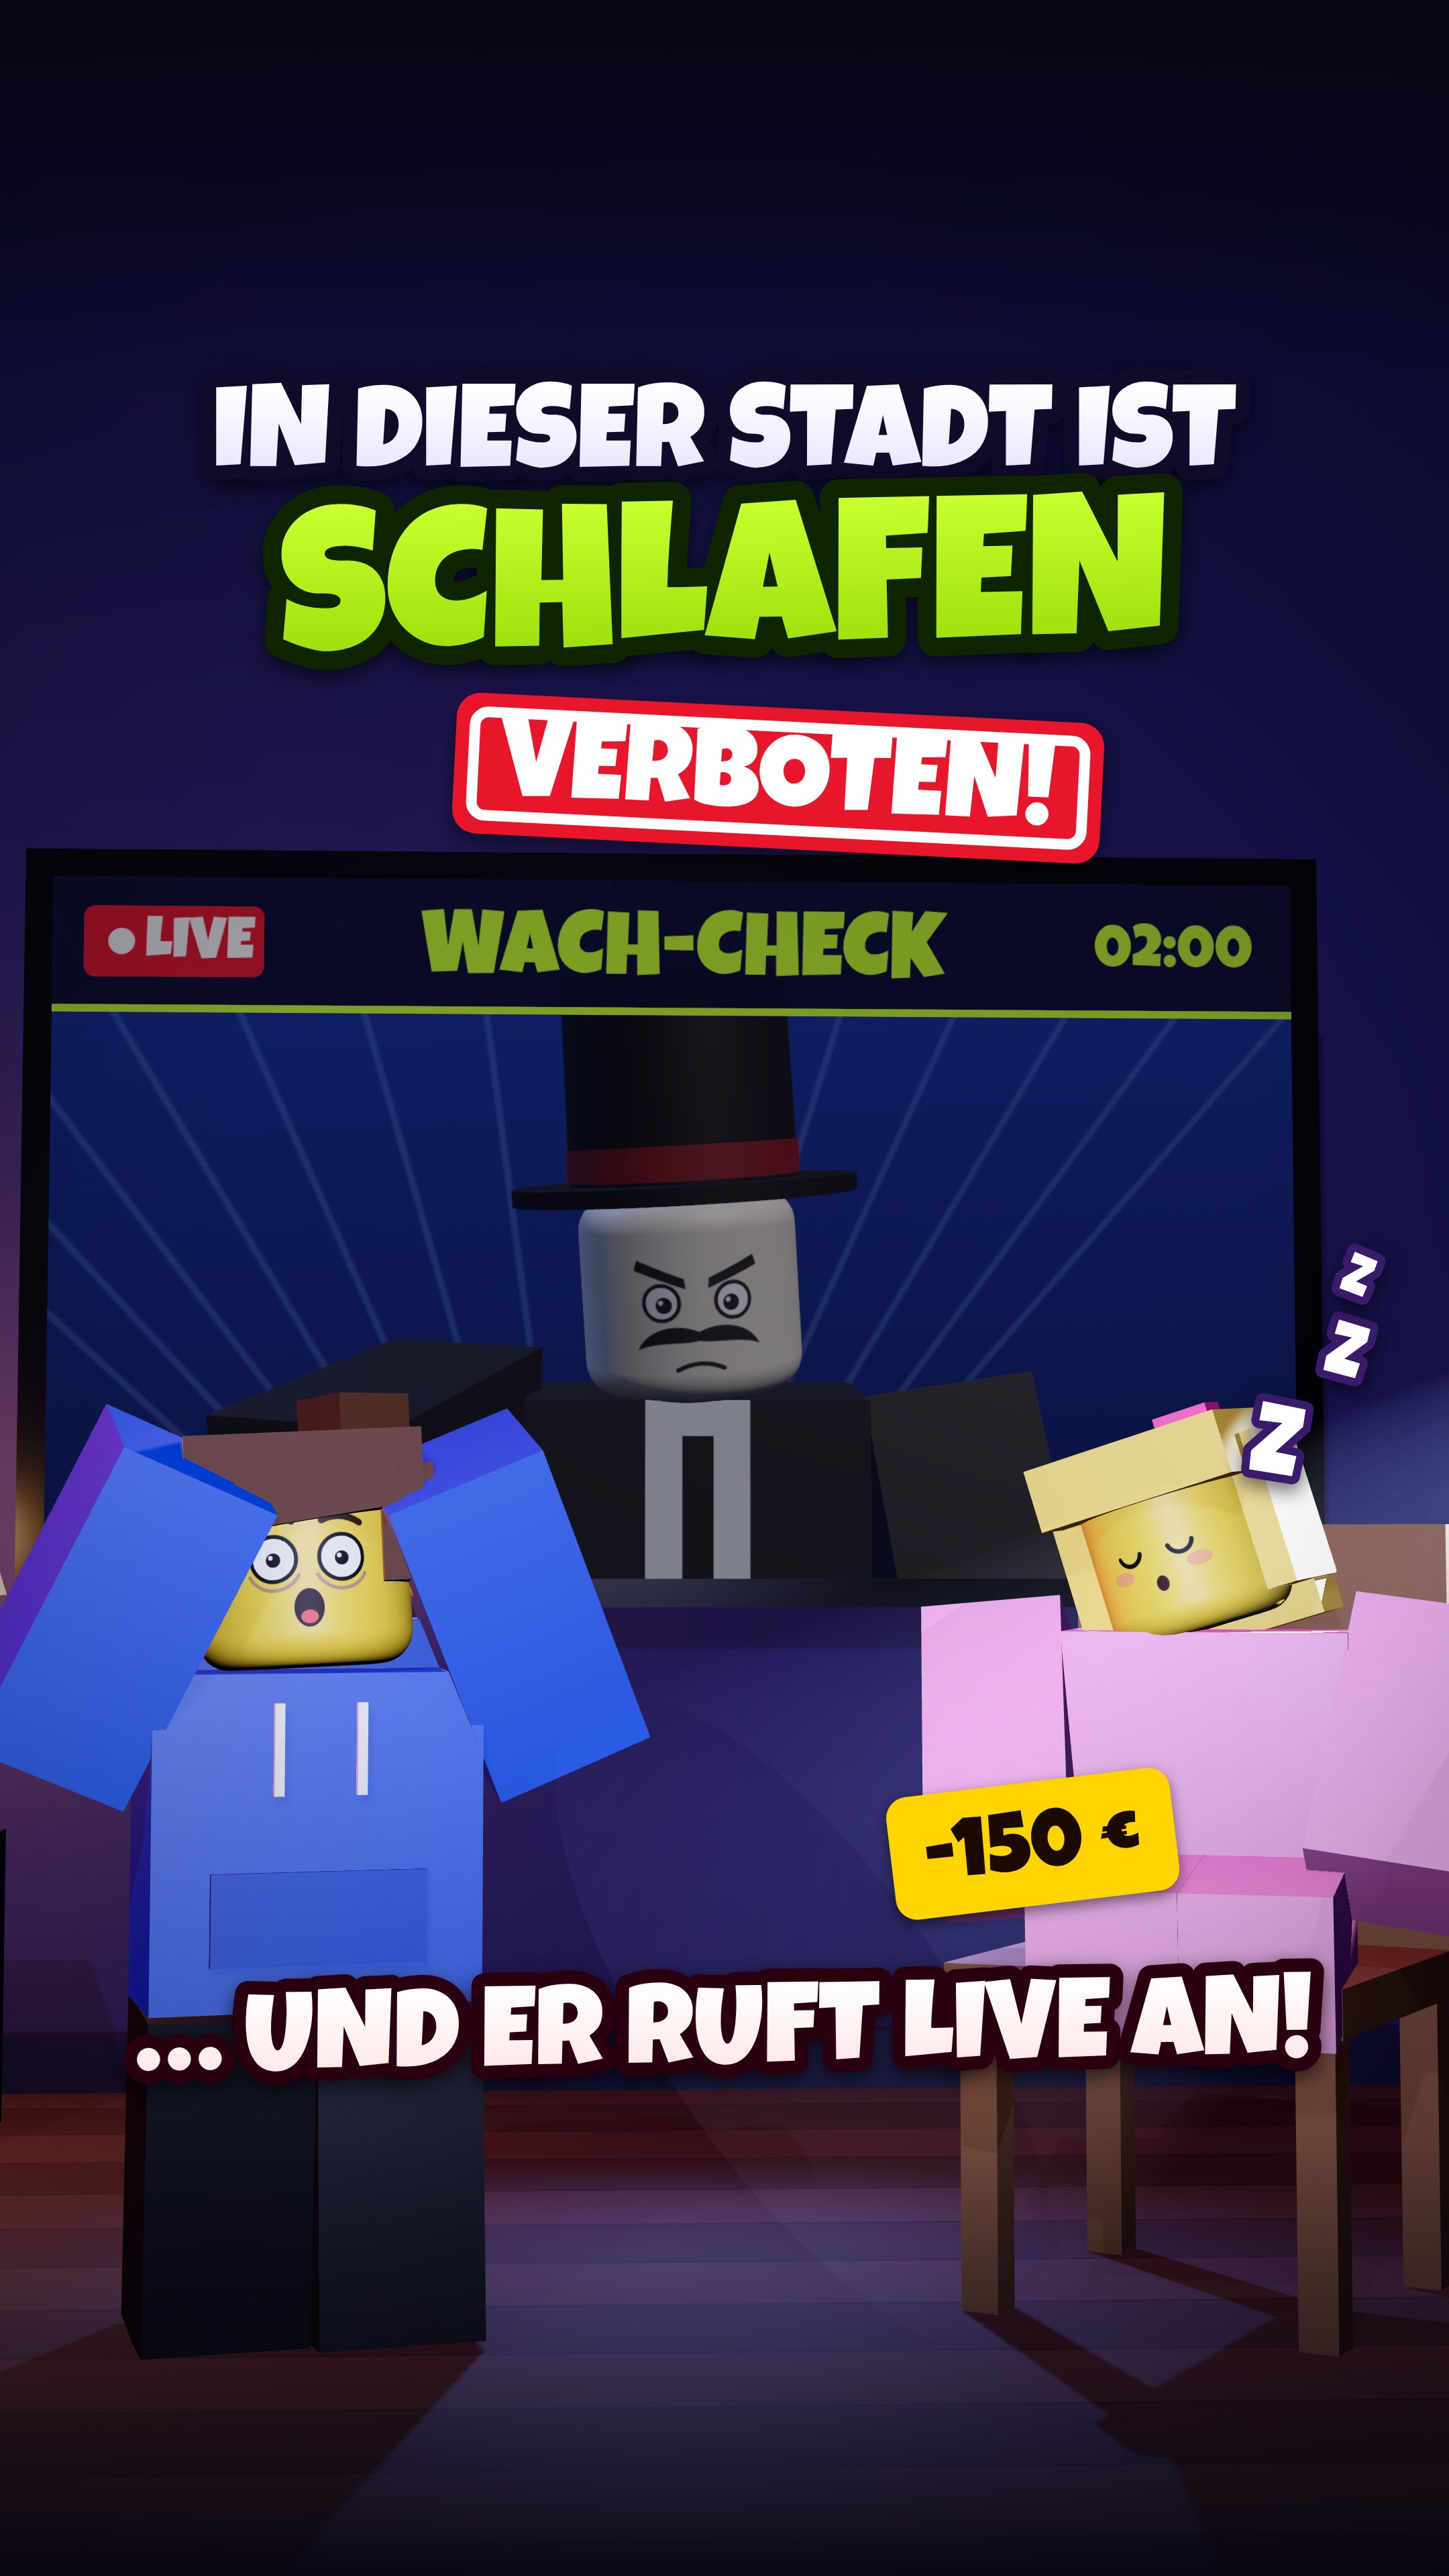 IN DIESER STADT IST
SCHLAFEN
VERBOTEN!
LIVE WACH-CHECK 02:00
Z
Z
Z
-150 €
...UND ER RUFT LIVE AN!